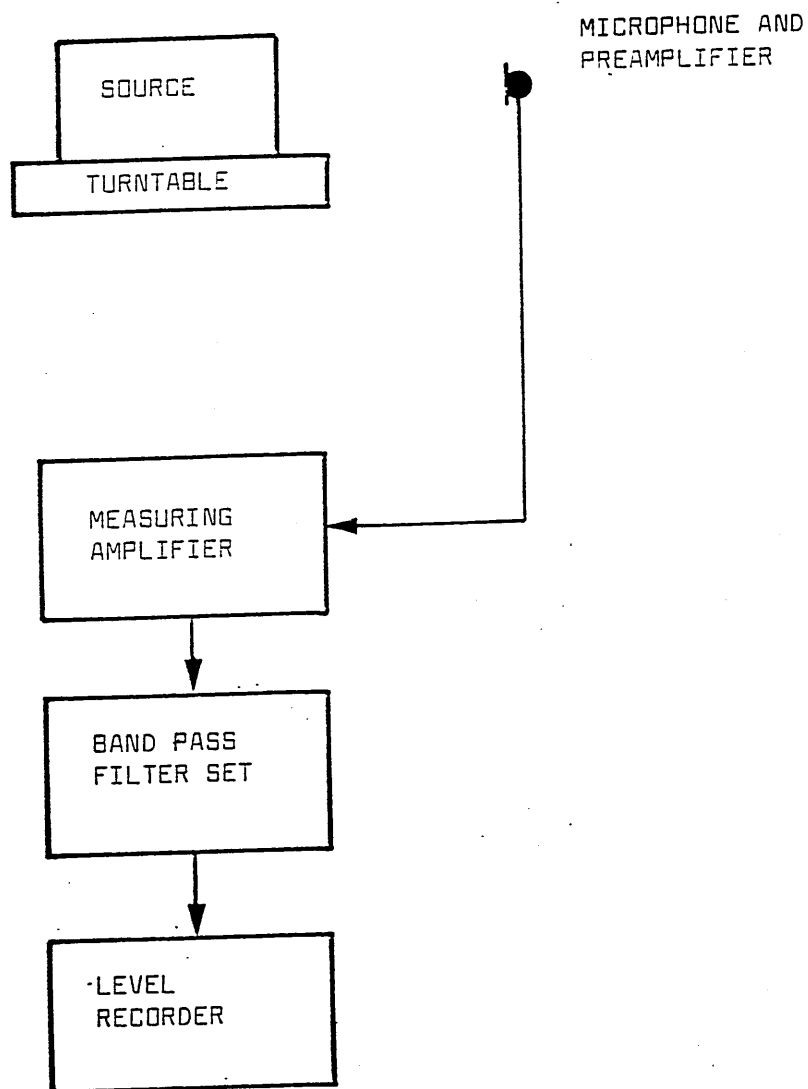 MICROPHONE AND
PREAMPLIFIER
SOURCE
TURNTABLE
MEASURING
AMPLIFIER
BAND PASS
FILTER SET
LEVEL
RECORDER